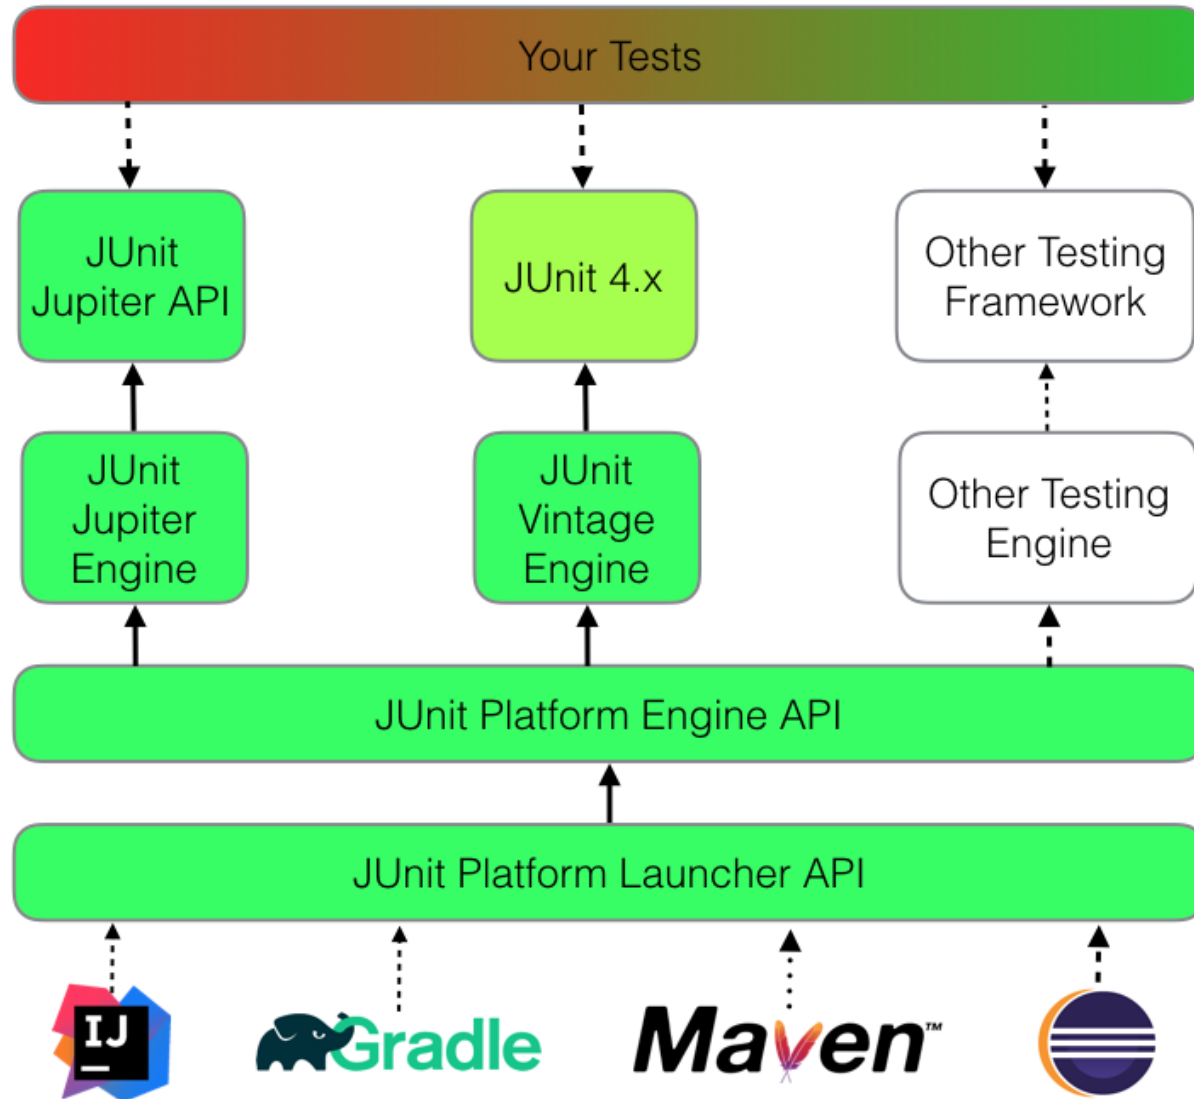 Your Tests
JUnit
Jupiter API
JUnit 4.x
Other Testing
Framework
JUnit
Jupiter
Engine
JUnit
Vintage
Engine
Other Testing
Engine
JUnit Platform Engine API
JUnit Platform Launcher API
IJ
Gradle
Maven™